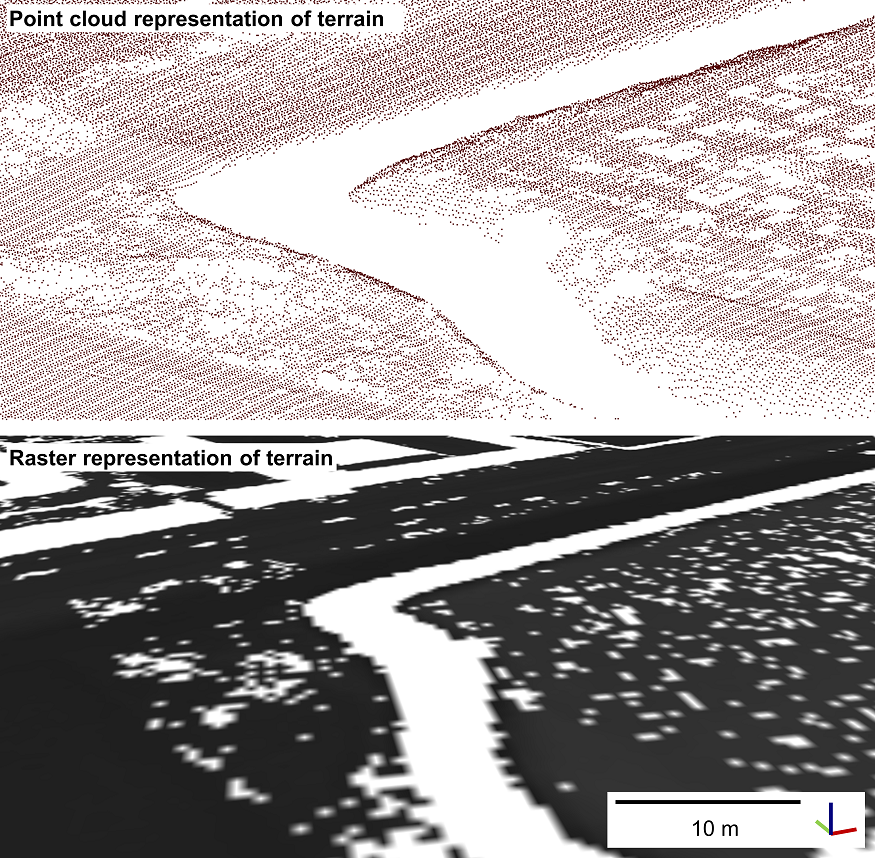 Point cloud representation of terrain
Raster representation of terrain
10 m